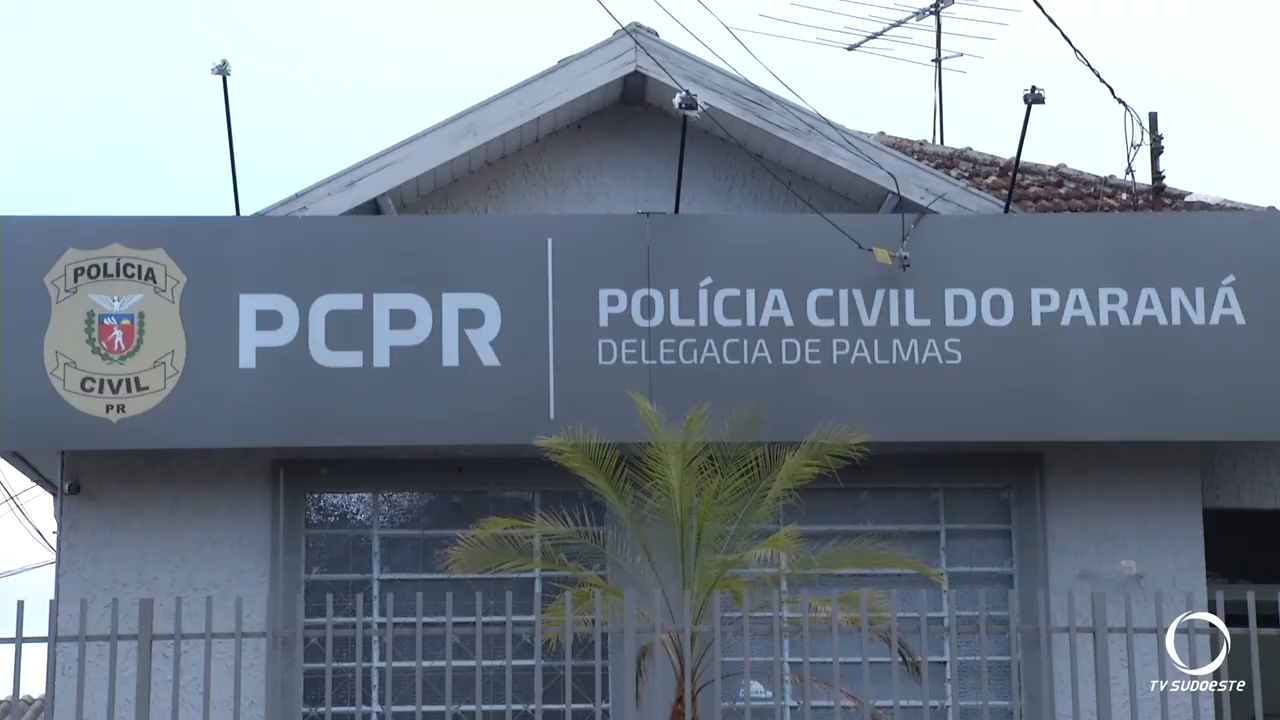 POLÍCIA
CIVIL
PR
PCPR
POLÍCIA CIVIL DO PARANÁ
DELEGACIA DE PALMAS
TV SUDOESTE